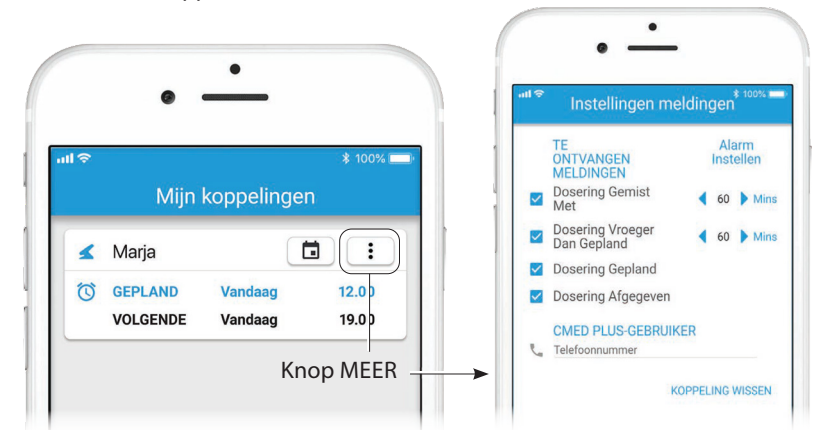 100%
Mijn koppelingen
Marja
GEPLAND Vandaag 12.00
VOLGENDE Vandaag 19.00
Knop MEER
100%
Instellingen meldingen
TE
ONTVANGEN
MELDINGEN
Alarm
Instellen
Dosering Gemist
Met
60 Mins
Dosering Vroeger
Dan Gepland
60 Mins
Dosering Gepland
Dosering Afgegeven
CMED PLUS-GEBRUIKER
Telefoonnummer
KOPPELING WISSEN